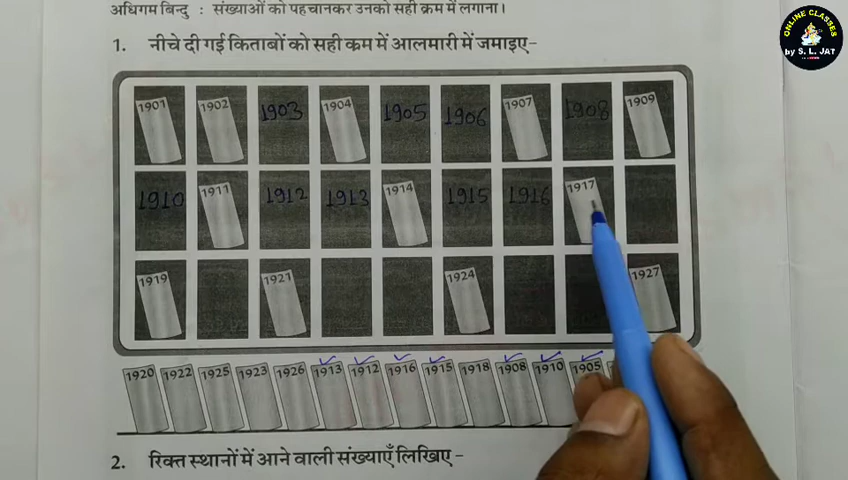 अधिगम बिन्दु : संख्याओं को पहचानकर उनको सही क्रम में लगाना।
1. नीचे दी गई किताबों को सही क्रम में आलमारी में जमाइए-
1901 1902 1903 1904 1905 1906 1907 1908 1909
1910 1911 1912 1913 1914 1915 1916 1917
1919 1921 1924 1927
1920 1922 1925 1923 1926 1913 1912 1916 1915 1918 1908 1910 1905
2. रिक्त स्थानों में आने वाली संख्याएँ लिखिए-
ONLINE CLASSES
by S. L. JAT